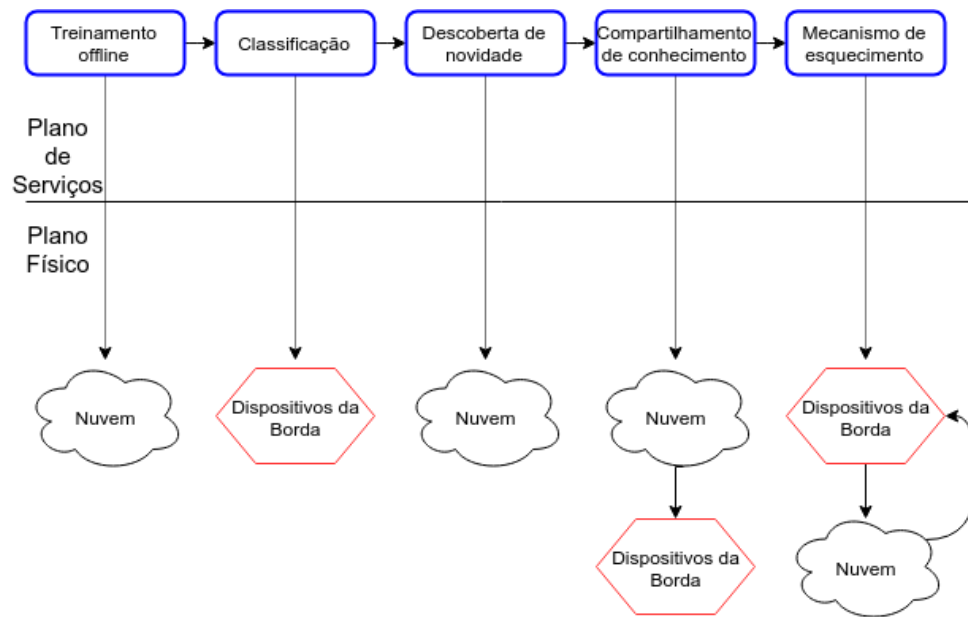 Treinamento
offline
Classificação
Descoberta de
novidade
Compartilhamento
de conhecimento
Mecanismo de
esquecimento
Plano
de
Serviços
Plano
Físico
Nuvem
Dispositivos da
Borda
Nuvem
Nuvem
Dispositivos da
Borda
Dispositivos da
Borda
Nuvem